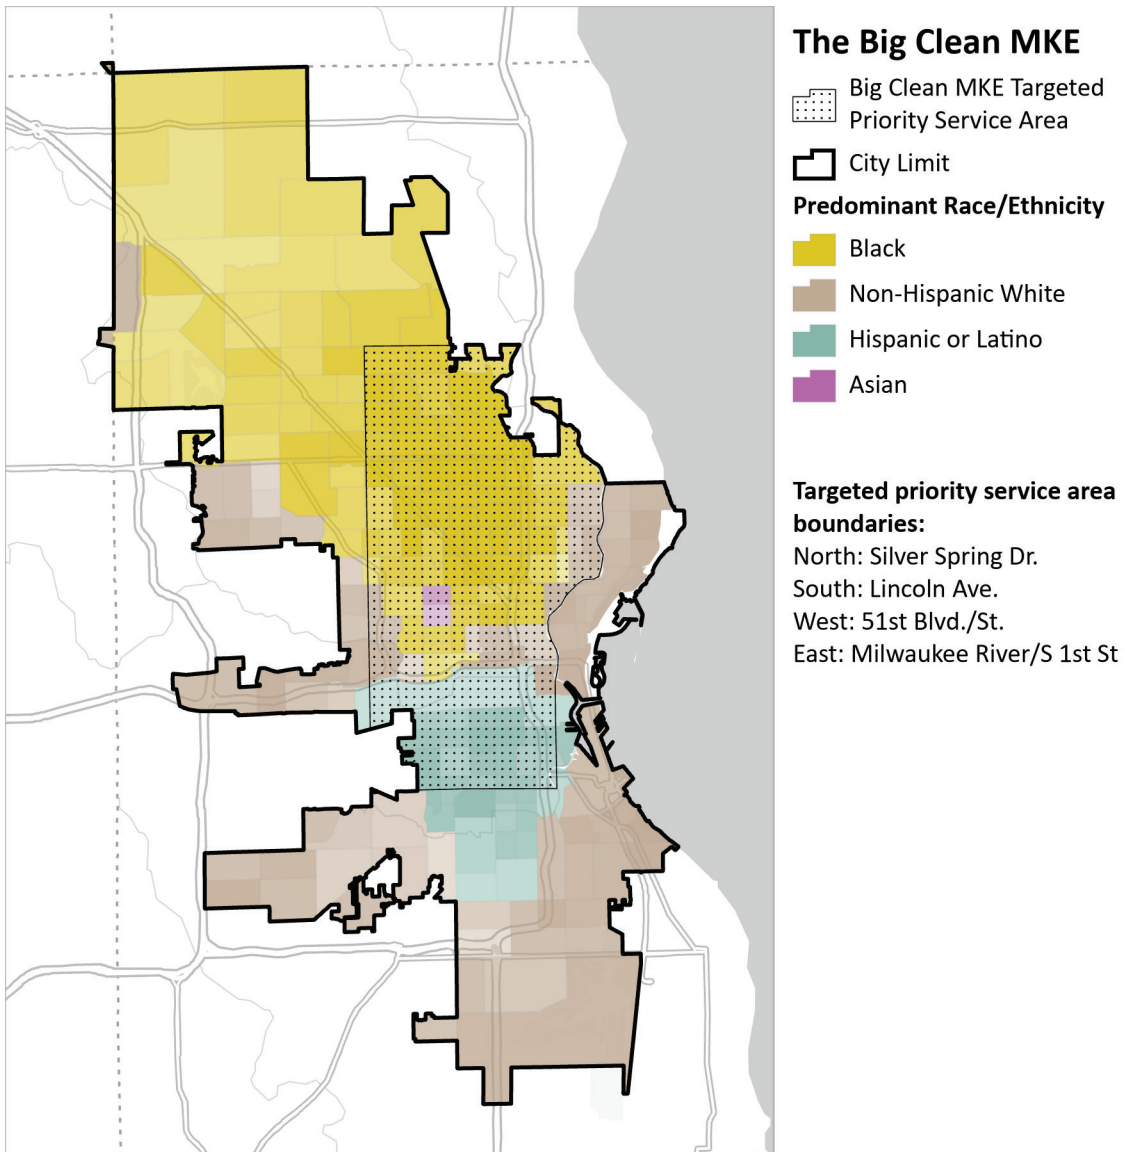 The Big Clean MKE
Big Clean MKE Targeted
Priority Service Area
City Limit
Predominant Race/Ethnicity
Black
Non-Hispanic White
Hispanic or Latino
Asian
Targeted priority service area
boundaries:
North: Silver Spring Dr.
South: Lincoln Ave.
West: 51st Blvd./St.
East: Milwaukee River/S 1st St